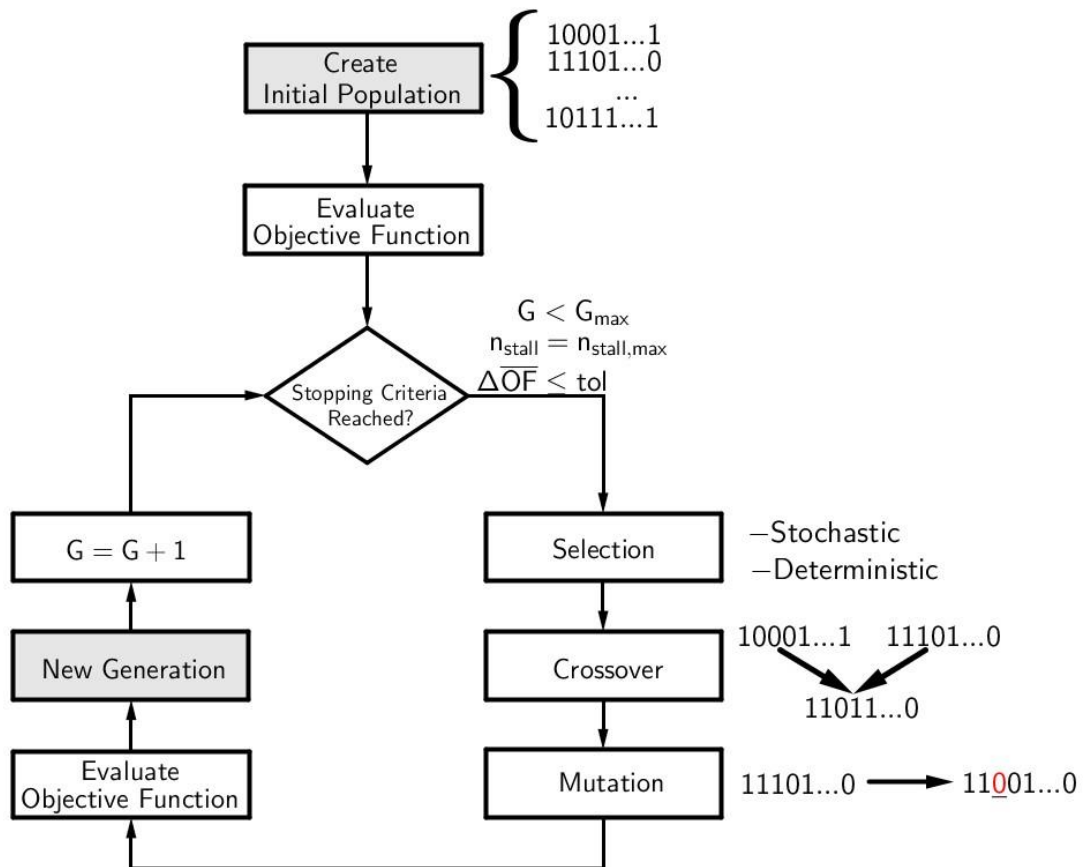 Create
Initial Population
10001...1
11101...0
...
10111...1
Evaluate
Objective Function
G < G_max
n_stall = n_stall,max
Δ\overline{OF} ≤ tol
Stopping Criteria
Reached?
G = G + 1
Selection
−Stochastic
−Deterministic
New Generation
Crossover
10001...1 11101...0
11011...0
Evaluate
Objective Function
Mutation
11101...0 11001...0